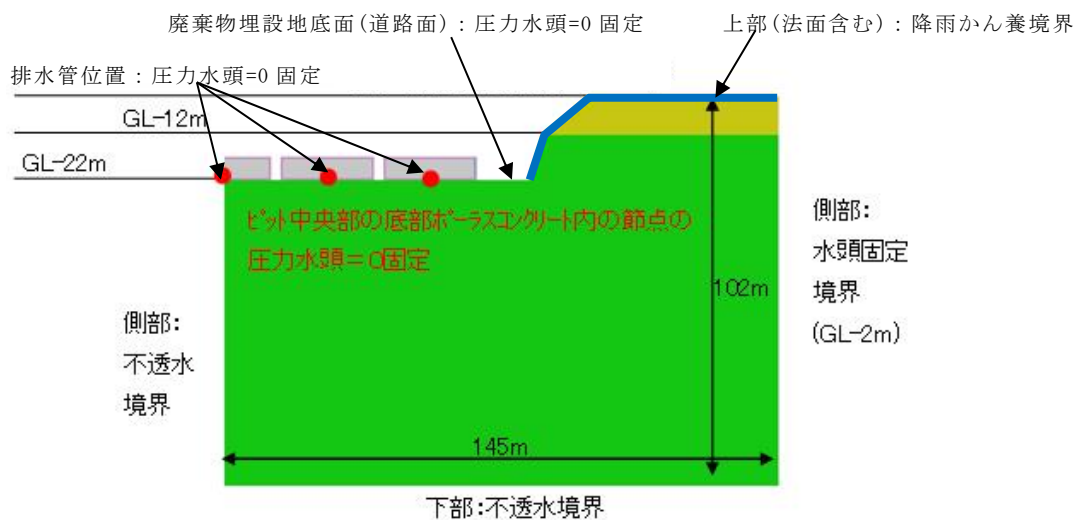 廃棄物埋設地底面(道路面)：圧力水頭=0 固定
上部(法面含む)：降雨かん養境界
排水管位置：圧力水頭=0 固定
GL-12m
GL-22m
ﾋﾟｯﾄ中央部の底部ﾎﾟｰﾗｽｺﾝｸﾘｰﾄ内の節点の
圧力水頭＝0固定
側部：
水頭固定
境界
(GL-2m)
102m
側部：
不透水
境界
145m
下部：不透水境界